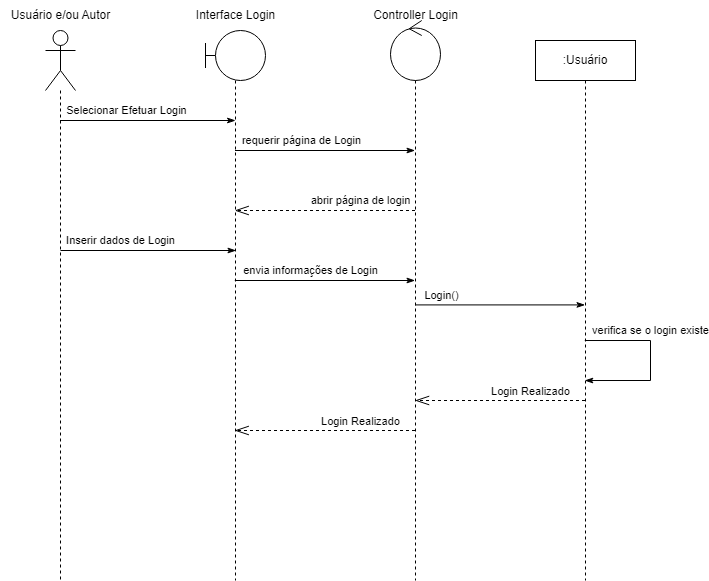 Usuário e/ou Autor
Interface Login
Controller Login
:Usuário
Selecionar Efetuar Login
requerir página de Login
abrir página de login
Inserir dados de Login
envia informações de Login
Login()
verifica se o login existe
Login Realizado
Login Realizado